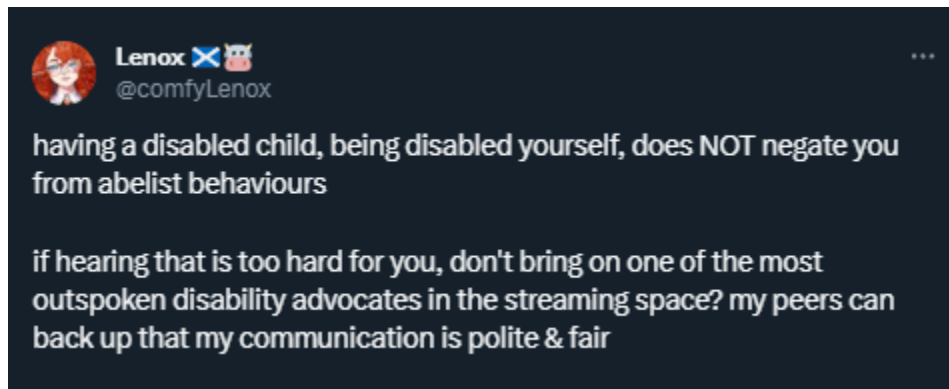 Lenox 🏴󠁧󠁢󠁳󠁣󠁴󠁿🐮
@comfyLenox
having a disabled child, being disabled yourself, does NOT negate you
from abelist behaviours
if hearing that is too hard for you, don't bring on one of the most
outspoken disability advocates in the streaming space? my peers can
back up that my communication is polite & fair